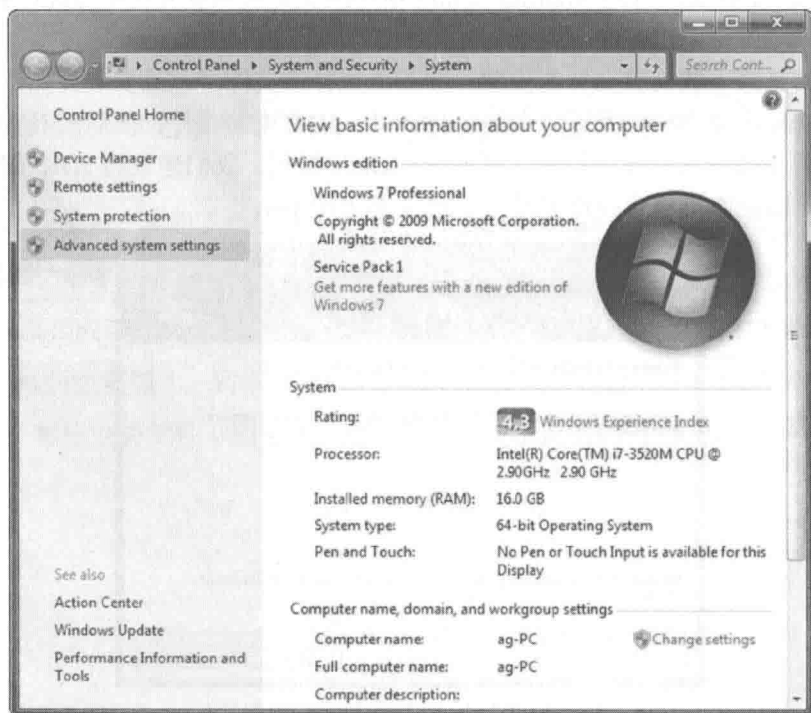 Control Panel ▸ System and Security ▸ System
Search Cont...
Control Panel Home
Device Manager
Remote settings
System protection
Advanced system settings
See also
Action Center
Windows Update
Performance Information and
Tools
View basic information about your computer
Windows edition
Windows 7 Professional
Copyright © 2009 Microsoft Corporation.
All rights reserved.
Service Pack 1
Get more features with a new edition of
Windows 7
System
Rating:
4,3 Windows Experience Index
Processor:
Intel(R) Core(TM) i7-3520M CPU @
2.90GHz 2.90 GHz
Installed memory (RAM): 16.0 GB
System type: 64-bit Operating System
Pen and Touch: No Pen or Touch Input is available for this
Display
Computer name, domain, and workgroup settings
Computer name: ag-PC Change settings
Full computer name: ag-PC
Computer description: